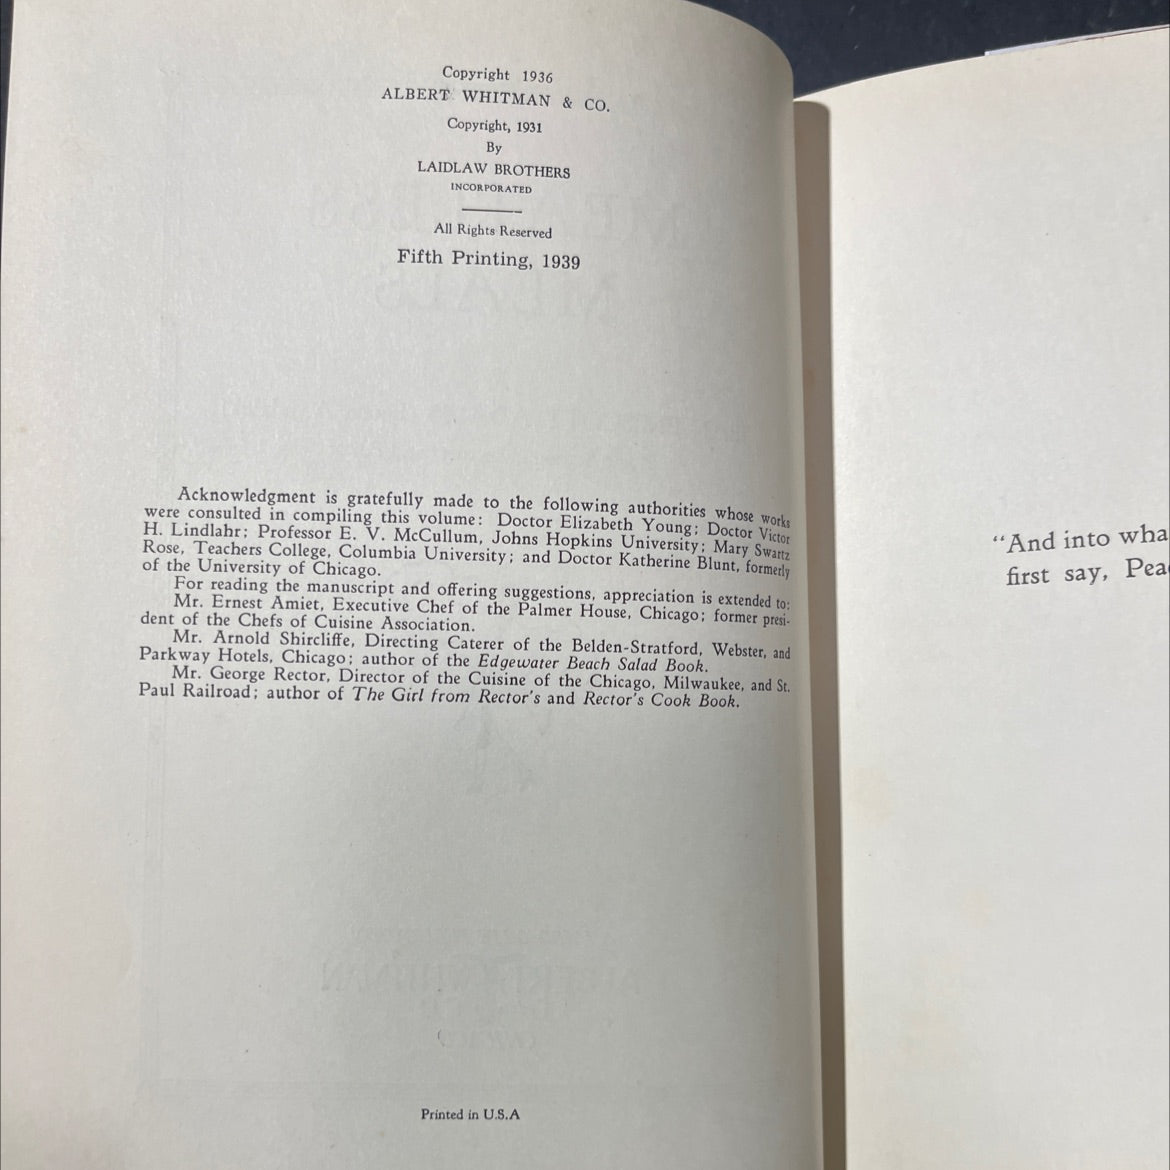 Copyright 1936
ALBERT WHITMAN & CO.
Copyright, 1931
By
LAIDLAW BROTHERS
INCORPORATED
All Rights Reserved
Fifth Printing, 1939
Acknowledgment is gratefully made to the following authorities whose works
were consulted in compiling this volume: Doctor Elizabeth Young; Doctor Victor
H. Lindlahr; Professor E. V. McCullum, Johns Hopkins University; Mary Swartz
Rose, Teachers College, Columbia University; and Doctor Katherine Blunt, formerly
of the University of Chicago.
For reading the manuscript and offering suggestions, appreciation is extended to:
Mr. Ernest Amiet, Executive Chef of the Palmer House, Chicago; former presi-
dent of the Chefs of Cuisine Association.
Mr. Arnold Shircliffe, Directing Caterer of the Belden-Stratford, Webster, and
Parkway Hotels, Chicago; author of the Edgewater Beach Salad Book.
Mr. George Rector, Director of the Cuisine of the Chicago, Milwaukee, and St.
Paul Railroad; author of The Girl from Rector's and Rector's Cook Book.
Printed in U.S.A
“And into wha
first say, Pea